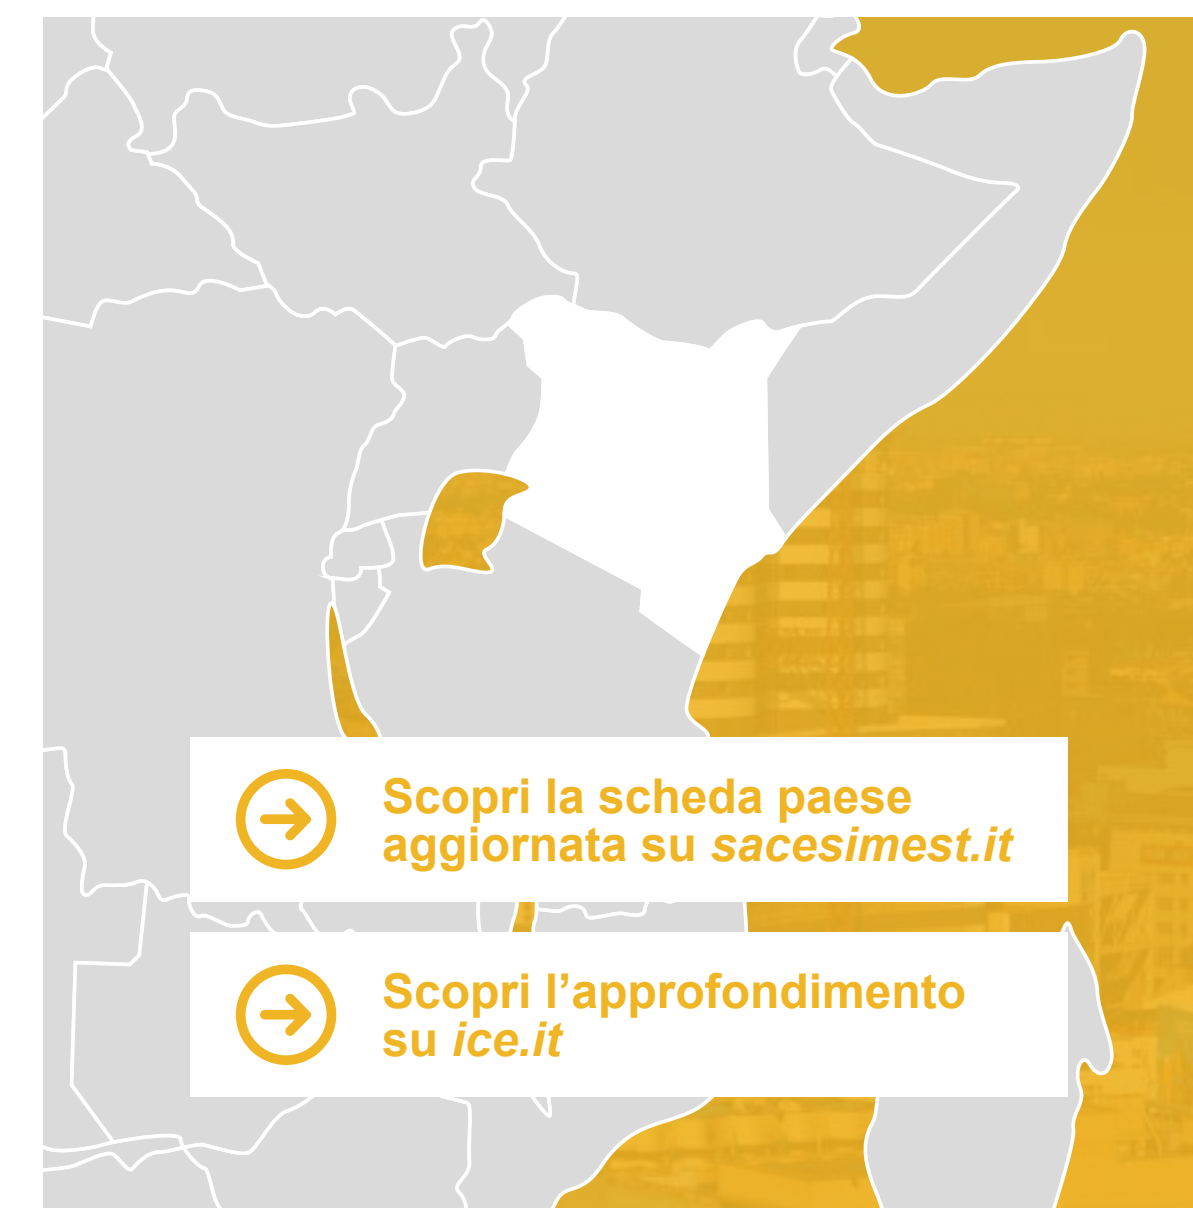 Scopri la scheda paese
aggiornata su sacesimest.it
Scopri l’approfondimento
su ice.it